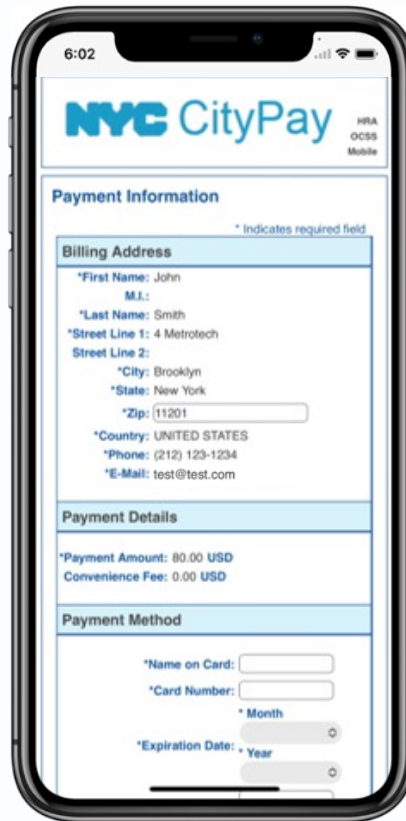 6:02
NYC CityPay
HRA
OCSS
Mobile
Payment Information
* Indicates required field
Billing Address
*First Name: John
M.I.:
*Last Name: Smith
*Street Line 1: 4 Metrotech
Street Line 2:
*City: Brooklyn
*State: New York
*Zip: 11201
*Country: UNITED STATES
*Phone: (212) 123-1234
*E-Mail: test@test.com
Payment Details
*Payment Amount: 80.00 USD
Convenience Fee: 0.00 USD
Payment Method
*Name on Card:
*Card Number:
* Month
*Expiration Date:
* Year